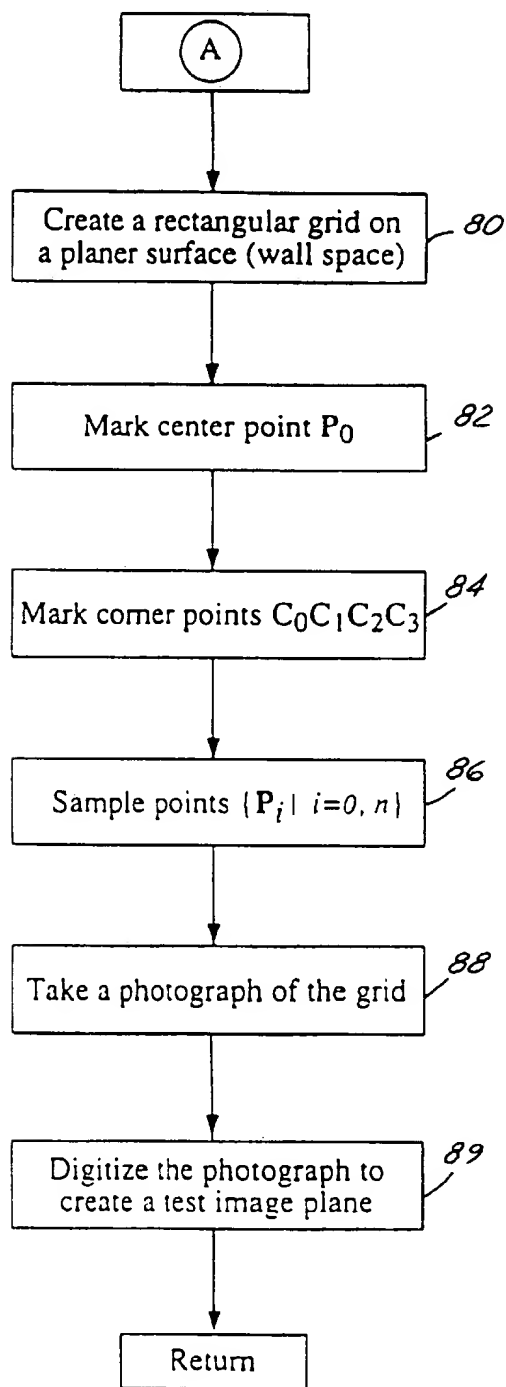 A
Create a rectangular grid on
a planer surface (wall space)
80
Mark center point P0
82
Mark corner points C0C1C2C3
84
Sample points {Pi | i=0, n}
86
Take a photograph of the grid
88
Digitize the photograph to
create a test image plane
89
Return